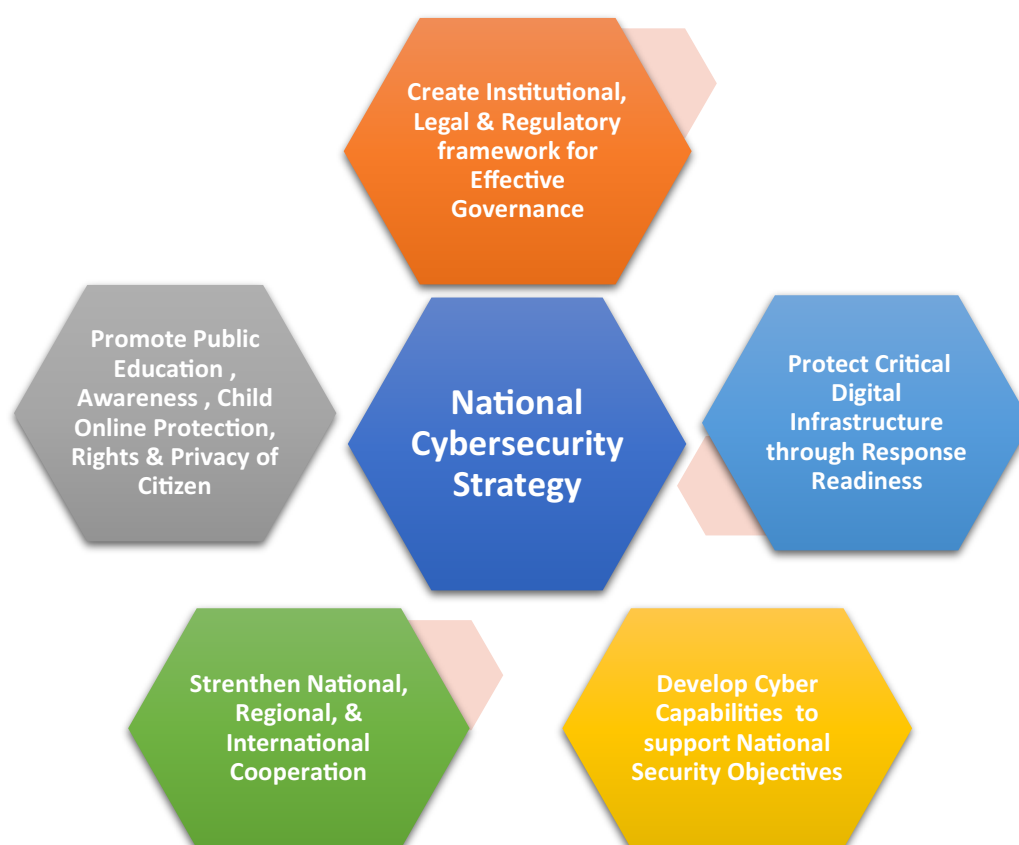 Create Institutional,
Legal & Regulatory
framework for
Effective
Governance
Promote Public
Education ,
Awareness , Child
Online Protection,
Rights & Privacy of
Citizen
National
Cybersecurity
Strategy
Protect Critical
Digital
Infrastructure
through Response
Readiness
Strenthen National,
Regional, &
International
Cooperation
Develop Cyber
Capabilities  to
support National
Security Objectives